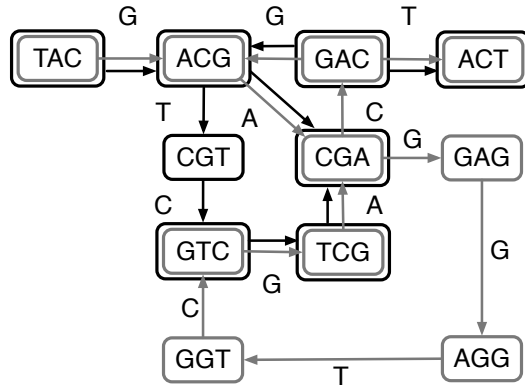 G G T
TAC ACG GAC ACT
T A C
CGT CGA G GAG
C A
GTC TCG G
G
C
GGT T AGG